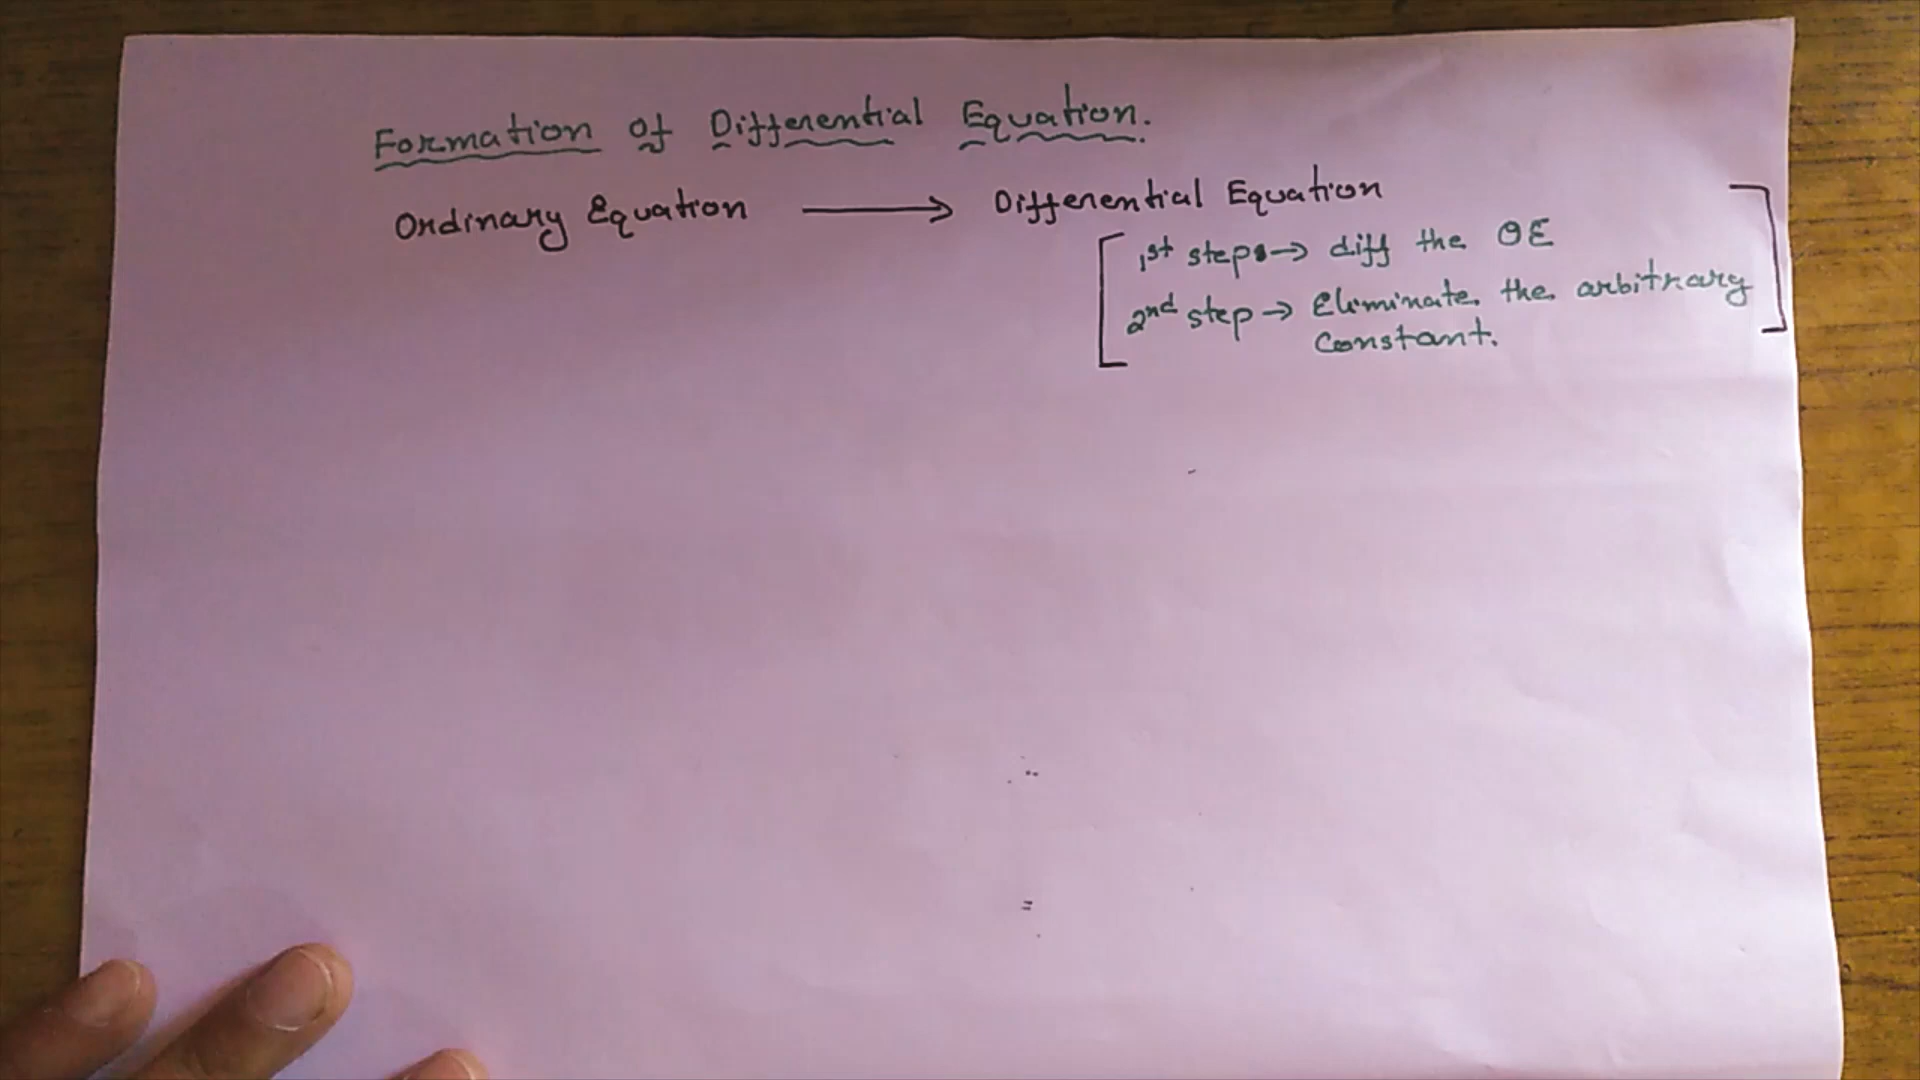 Formation of Differential Equation.
Ordinary Equation → Differential Equation
1st steps → diff the OE
2nd step → Eliminate the arbitrary
Constant.